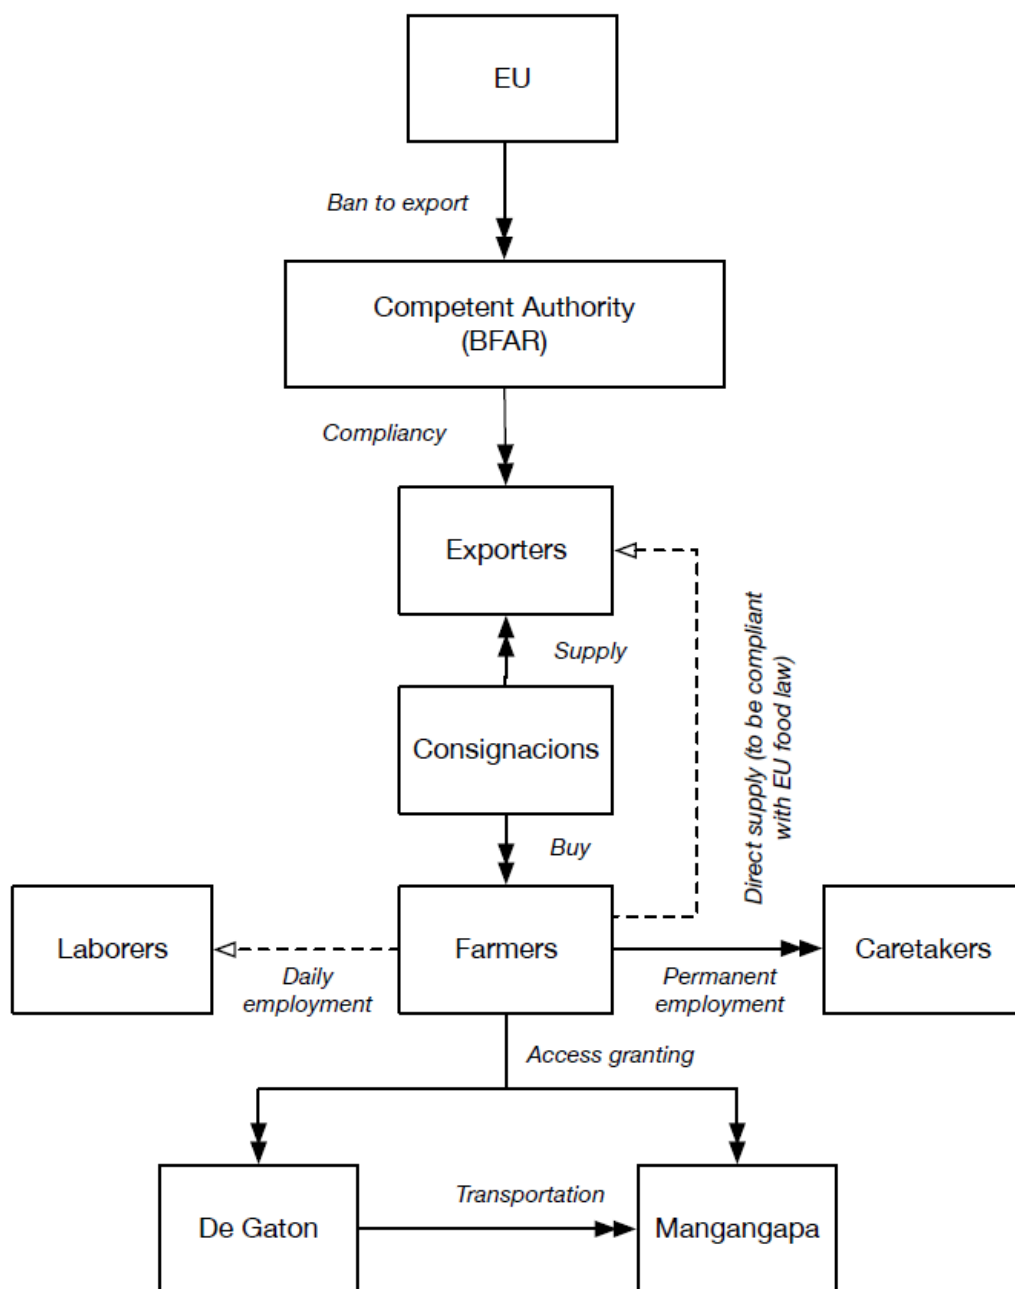 EU
Ban to export
Competent Authority
(BFAR)
Compliancy
Exporters
Supply
Direct supply (to be compliant
with EU food law)
Consignacions
Buy
Laborers
Farmers
Caretakers
Daily
employment
Permanent
employment
Access granting
De Gaton
Transportation
Mangangapa